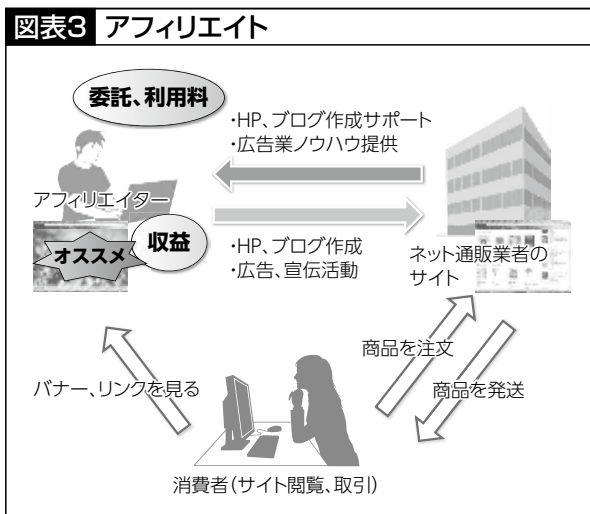 図表3 アフィリエイト
委託、利用料
・HP、ブログ作成サポート
・広告業ノウハウ提供
アフィリエイター
オススメ
収益
・HP、ブログ作成
・広告、宣伝活動
ネット通販業者の
サイト
商品を注文
バナー、リンクを見る
商品を発送
消費者(サイト閲覧、取引)